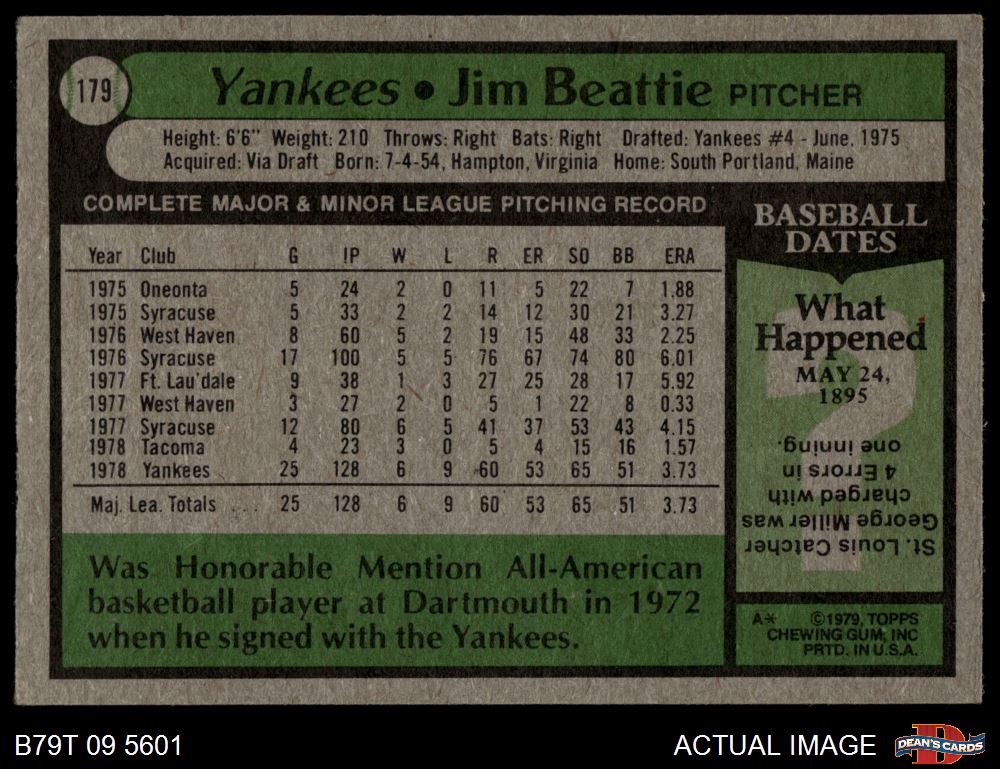 179
Yankees • Jim Beattie PITCHER
Height: 6'6" Weight: 210 Throws: Right Bats: Right Drafted: Yankees #4 - June, 1975
Acquired: Via Draft Born: 7-4-54, Hampton, Virginia Home: South Portland, Maine
COMPLETE MAJOR & MINOR LEAGUE PITCHING RECORD
Year Club G IP W L R ER SO BB ERA
1975 Oneonta 5 24 2 0 11 5 22 7 1.88
1975 Syracuse 5 33 2 2 14 12 30 21 3.27
1976 West Haven 8 60 5 2 19 15 48 33 2.25
1976 Syracuse 17 100 5 5 76 67 74 80 6.01
1977 Ft. Lau'dale 9 38 1 3 27 25 28 17 5.92
1977 West Haven 3 27 2 0 5 1 22 8 0.33
1977 Syracuse 12 80 6 5 41 37 53 43 4.15
1978 Tacoma 4 23 3 0 5 4 15 16 1.57
1978 Yankees 25 128 6 9 60 53 65 51 3.73
Maj. Lea. Totals . . . 25 128 6 9 60 53 65 51 3.73
Was Honorable Mention All-American
basketball player at Dartmouth in 1972
when he signed with the Yankees.
BASEBALL
DATES
What
Happened
MAY 24,
1895
St. Louis Catcher
George Miller was
charged with
4 Errors in
one inning.
A* ©1979, TOPPS
CHEWING GUM, INC
PRTD. IN U.S.A.
B79T 09 5601
ACTUAL IMAGE
D
DEAN'S CARDS